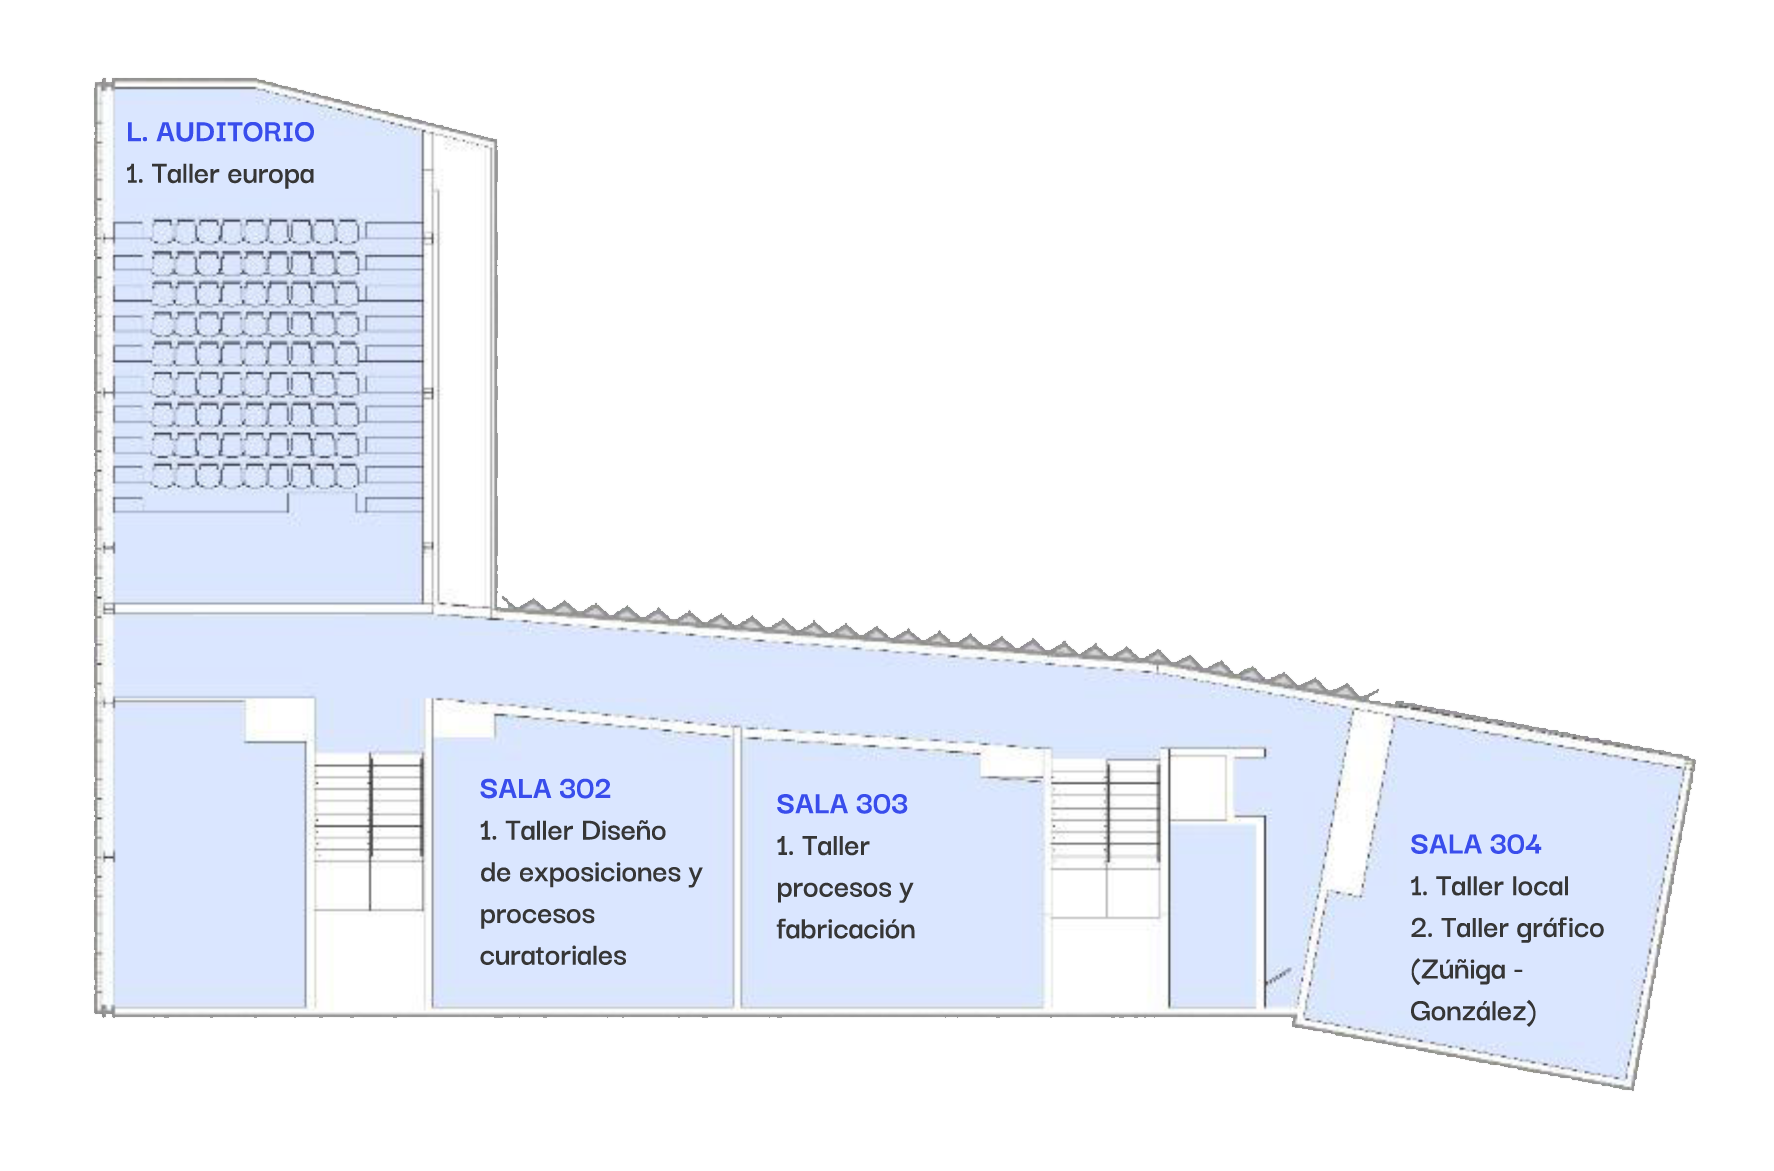 L. AUDITORIO
1. Taller europa
SALA 302
1. Taller Diseño
de exposiciones y
procesos
curatoriales
SALA 303
1. Taller
procesos y
fabricación
SALA 304
1. Taller local
2. Taller gráfico
(Zúñiga -
González)